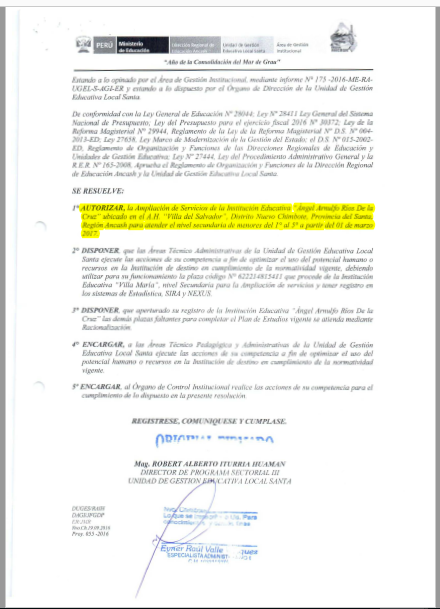 PERÚ Ministerio de Educación Dirección Regional de Educación Ancash Unidad de Gestión Educativa Local Santa Área de Gestión Institucional
"Año de la Consolidación del Mar de Grau"
Estando a lo opinado por el Área de Gestión Institucional, mediante informe Nº 175 -2016-ME-RA-
UGEL-S-AGI-ER y estando a lo dispuesto por el Órgano de Dirección de la Unidad de Gestión
Educativa Local Santa.
De conformidad con la Ley General de Educación Nº 28044; Ley Nº 28411 Ley General del Sistema
Nacional de Presupuesto; Ley del Presupuesto para el ejercicio fiscal 2016 Nº 30372; Ley de la
Reforma Magisterial Nº 29944, Reglamento de la Ley de la Reforma Magisterial Nº D.S. Nº 004-
2013-ED, Ley 27658, Ley Marco de Modernización de la Gestión del Estado; el D.S. Nº 015-2002-
ED, Reglamento de Organización y Funciones de las Direcciones Regionales de Educación y
Unidades de Gestión Educativa; Ley Nº 27444, Ley del Procedimiento Administrativo General y la
R.E.R. Nº 165-2008, Aprueba el Reglamento de Organización y Funciones de la Dirección Regional
de Educación Ancash y la Unidad de Gestión Educativa Local Santa.
SE RESUELVE:
1º AUTORIZAR, la Ampliación de Servicios de la Institución Educativa "Ángel Arnulfo Ríos De la
Cruz" ubicado en el A.H. "Villa del Salvador", Distrito Nuevo Chimbote, Provincia del Santa,
Región Ancash para atender el nivel secundaria de menores del 1º al 5º a partir del 01 de marzo
2017.
2º DISPONER, que las Áreas Técnico Administrativas de la Unidad de Gestión Educativa Local
Santa ejecute las acciones de su competencia a fin de optimizar el uso del potencial humano o
recursos en la Institución de destino en cumplimiento de la normatividad vigente, debiendo
utilizar para su funcionamiento la plaza código Nº 622214815411 que procede de la Institución
Educativa "Villa María", nivel Secundaria para la Ampliación de servicios y tener registro en
los sistemas de Estadística, SIRA y NEXUS.
3º DISPONER, que aperturado su registro de la Institución Educativa "Ángel Arnulfo Ríos De la
Cruz" las demás plazas faltantes para completar el Plan de Estudios vigente se atienda mediante
Racionalización.
4º ENCARGAR, a las Áreas Técnico Pedagógica y Administrativas de la Unidad de Gestión
Educativa Local Santa ejecute las acciones de su competencia a fin de optimizar el uso del
potencial humano o recursos en la Institución de destino en cumplimiento de la normatividad
vigente.
5º ENCARGAR, al Órgano de Control Institucional realice las acciones de su competencia para el
cumplimiento de lo dispuesto en la presente resolución.
REGISTRESE, COMUNIQUESE Y CUMPLASE.
Mag. ROBERT ALBERTO ITURRIA HUAMAN
DIRECTOR DE PROGRAMA SECTORIAL III
UNIDAD DE GESTION EDUCATIVA LOCAL SANTA
Proy. 055 -2016
Eyner Raúl Valle
ESPECIALISTA ADMINIST